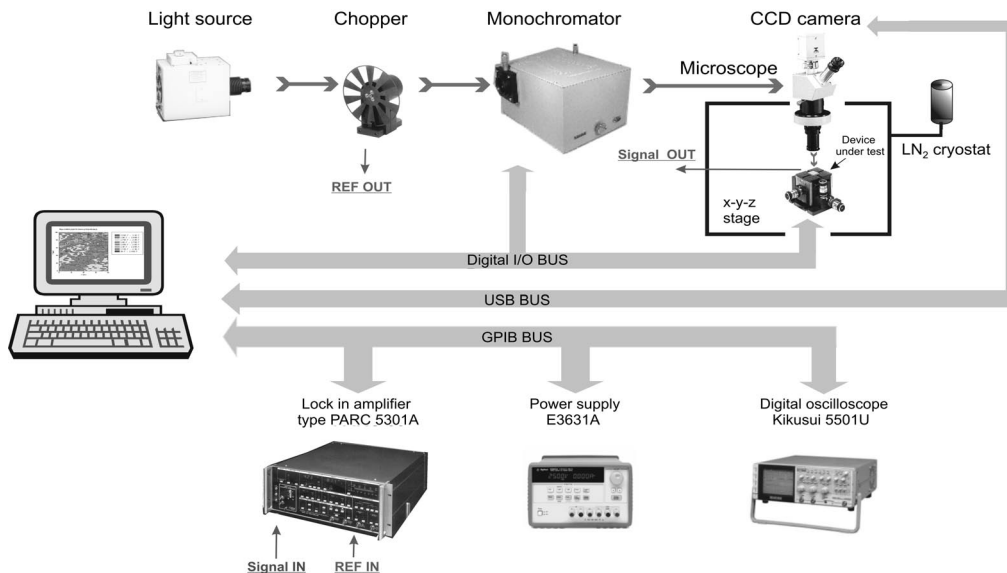 Light source
Chopper
Monochromator
CCD camera
Microscope
Device
under test
LN₂ cryostat
Signal OUT
REF OUT
x-y-z
stage
Digital I/O BUS
USB BUS
GPIB BUS
Lock in amplifier
type PARC 5301A
Power supply
E3631A
Digital oscilloscope
Kikusui 5501U
Signal IN
REF IN